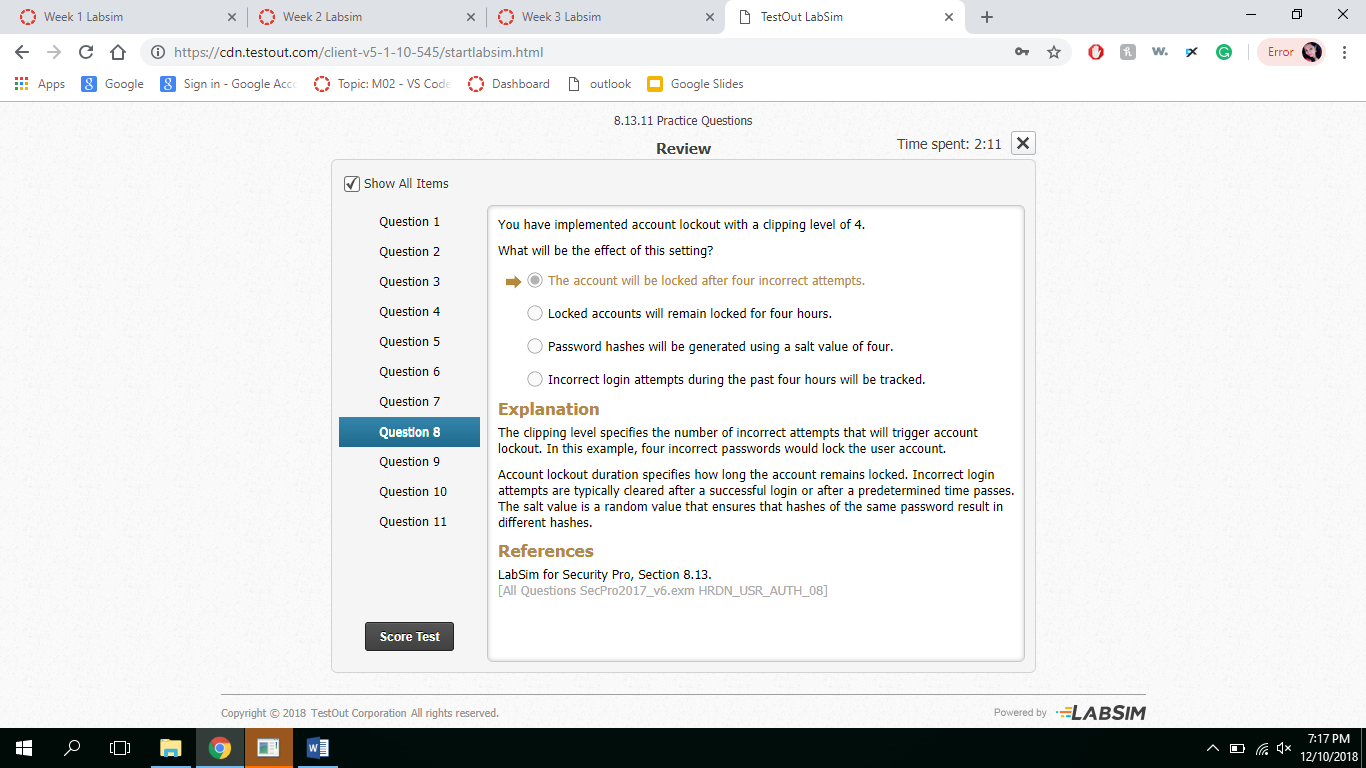 Week 1 Labsim
Week 2 Labsim
Week 3 Labsim
TestOut LabSim
https://cdn.testout.com/client-v5-1-10-545/startlabsim.html
W.
G
Error
Apps
Google
Sign in - Google Acc
Topic: M02 - VS Code
Dashboard
outlook
Google Slides
8.13.11 Practice Questions
Review
Time spent: 2:11
Show All Items
Question 1
Question 2
Question 3
Question 4
Question 5
Question 6
Question 7
Question 8
Question 9
Question 10
Question 11
Score Test
You have implemented account lockout with a clipping level of 4.
What will be the effect of this setting?
The account will be locked after four incorrect attempts.
Locked accounts will remain locked for four hours.
Password hashes will be generated using a salt value of four.
Incorrect login attempts during the past four hours will be tracked.
Explanation
The clipping level specifies the number of incorrect attempts that will trigger account
lockout. In this example, four incorrect passwords would lock the user account.
Account lockout duration specifies how long the account remains locked. Incorrect login
attempts are typically cleared after a successful login or after a predetermined time passes.
The salt value is a random value that ensures that hashes of the same password result in
different hashes.
References
LabSim for Security Pro, Section 8.13.
[All Questions SecPro2017_v6.exm HRDN_USR_AUTH_08]
Copyright © 2018 TestOut Corporation All rights reserved.
Powered by LABSIM
7:17 PM
12/10/2018